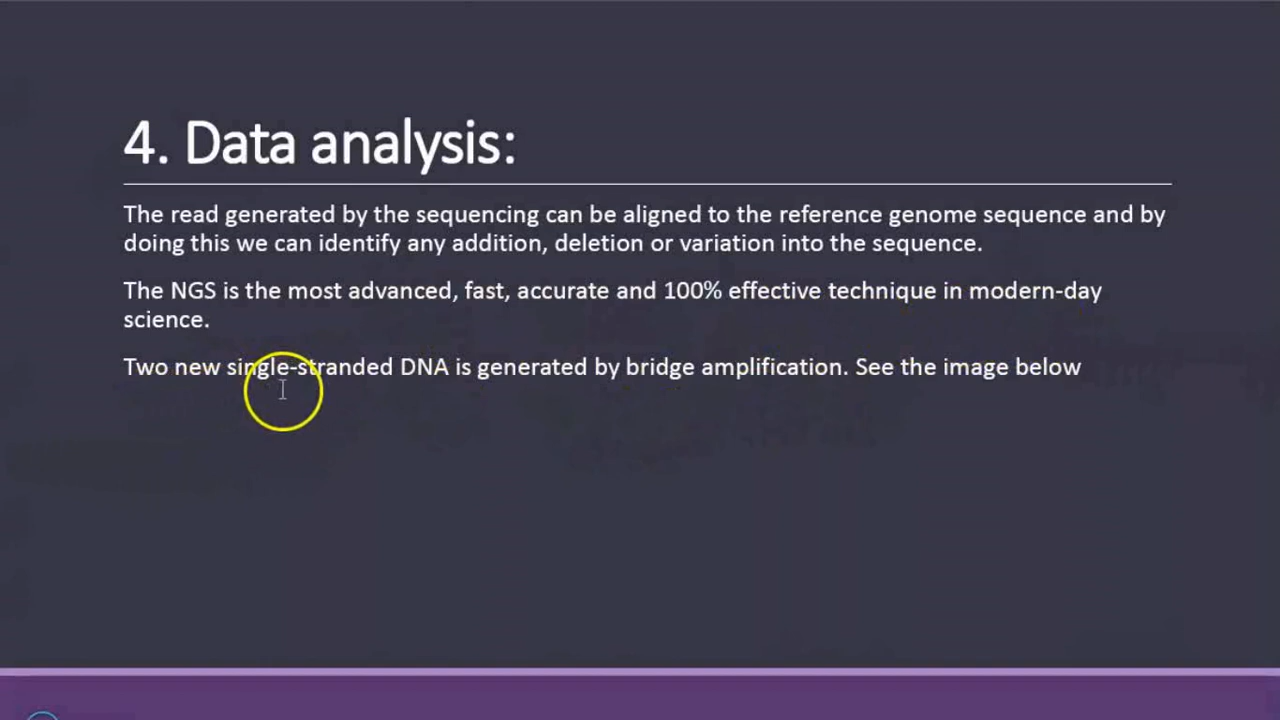 4. Data analysis:
The read generated by the sequencing can be aligned to the reference genome sequence and by
doing this we can identify any addition, deletion or variation into the sequence.
The NGS is the most advanced, fast, accurate and 100% effective technique in modern-day
science.
Two new single-stranded DNA is generated by bridge amplification. See the image below